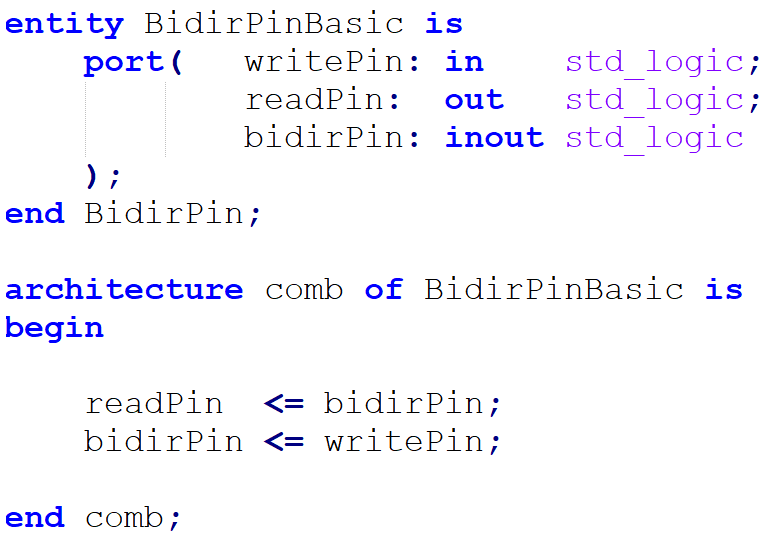 entity BidirPinBasic is
port( writePin: in std_logic;
readPin: out std_logic;
bidirPin: inout std_logic
);
end BidirPin;
architecture comb of BidirPinBasic is
begin
readPin <= bidirPin;
bidirPin <= writePin;
end comb;